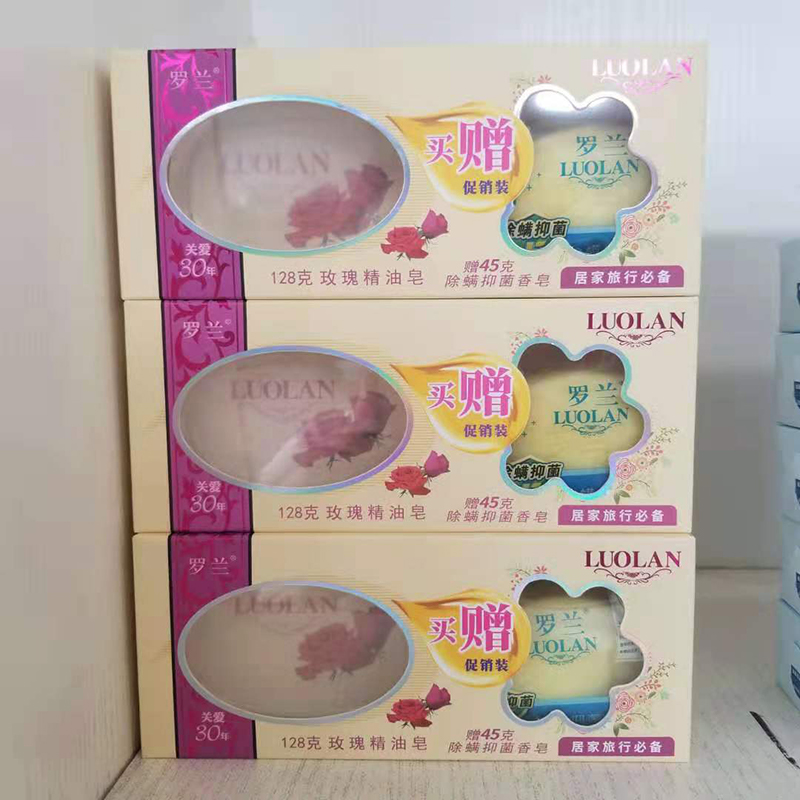 罗兰®
LUOLAN
LUOLAN
买赠
促销装
罗兰®
LUOLAN
除螨抑菌
关爱
30年
128克 玫瑰精油皂
赠45克
除螨抑菌香皂
居家旅行必备
罗兰®
LUOLAN
LUOLAN
买赠
促销装
罗兰®
LUOLAN
除螨抑菌
关爱
30年
128克 玫瑰精油皂
赠45克
除螨抑菌香皂
居家旅行必备
罗兰®
LUOLAN
LUOLAN
买赠
促销装
罗兰®
LUOLAN
抑菌
关爱
30年
128克 玫瑰精油皂
赠45克
除螨抑菌香皂
居家旅行必备